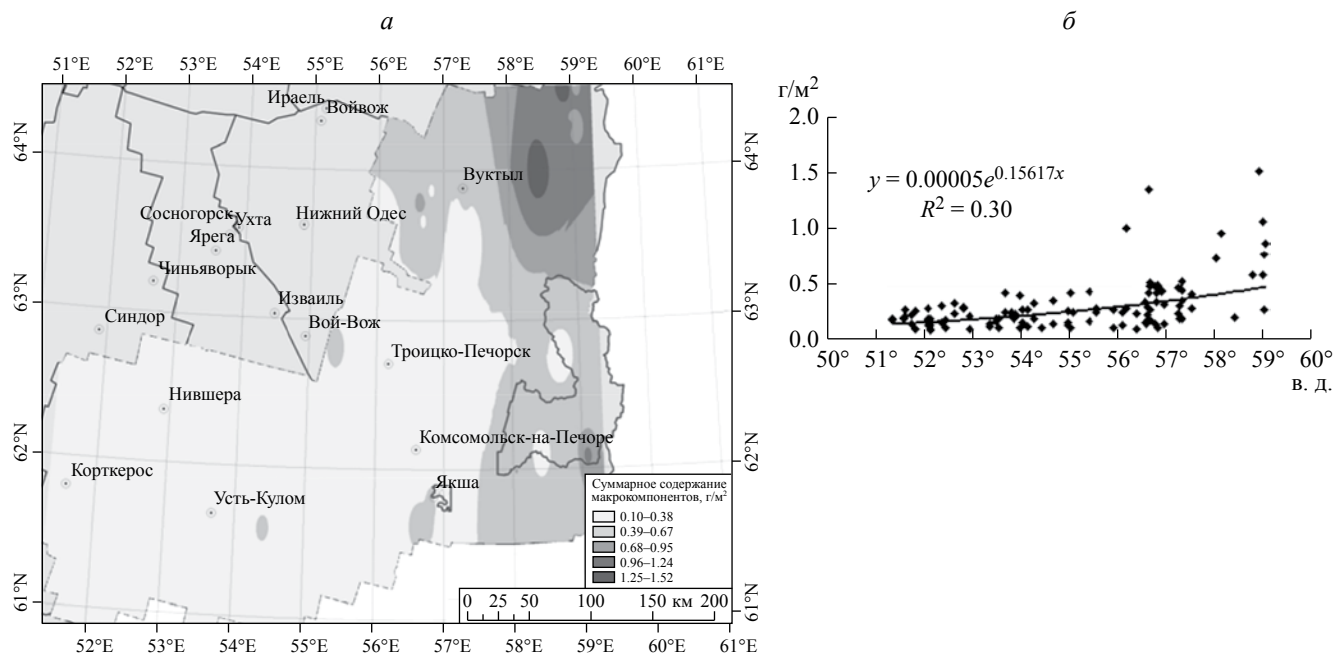 а
51°E 52°E 53°E 54°E 55°E 56°E 57°E 58°E 59°E 60°E 61°E
64°N
63°N
62°N
61°N
Ираель
Войвож
Вуктыл
Сосногорск
Ухта
Нижний Одес
Ярега
Чиньяворык
Изваиль
Синдор
Вой-Вож
Троицко-Печорск
Нившера
Комсомольск-на-Печоре
Корткерос
Якша
Усть-Кулом
Суммарное содержание
макрокомпонентов, г/м²
0.10–0.38
0.39–0.67
0.68–0.95
0.96–1.24
1.25–1.52
0 25 50 100 150 км 200
64°N
63°N
62°N
61°N
52°E 53°E 54°E 55°E 56°E 57°E 58°E 59°E 60°E 61°E
б
г/м²
2.0
1.5
1.0
0.5
0.0
y = 0.00005e^0.15617x
R² = 0.30
50° 51° 52° 53° 54° 55° 56° 57° 58° 59° 60°
в. д.